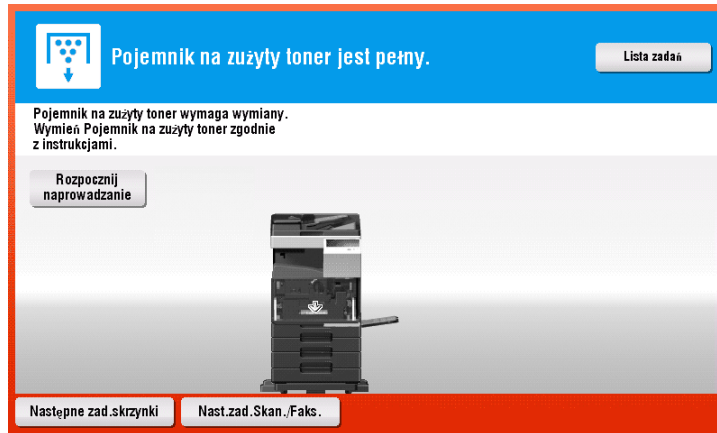 Pojemnik na zużyty toner jest pełny.
Lista zadań
Pojemnik na zużyty toner wymaga wymiany.
Wymień Pojemnik na zużyty toner zgodnie
z instrukcjami.
Rozpocznij
naprowadzanie
Następne zad.skrzynki
Nast.zad.Skan./Faks.